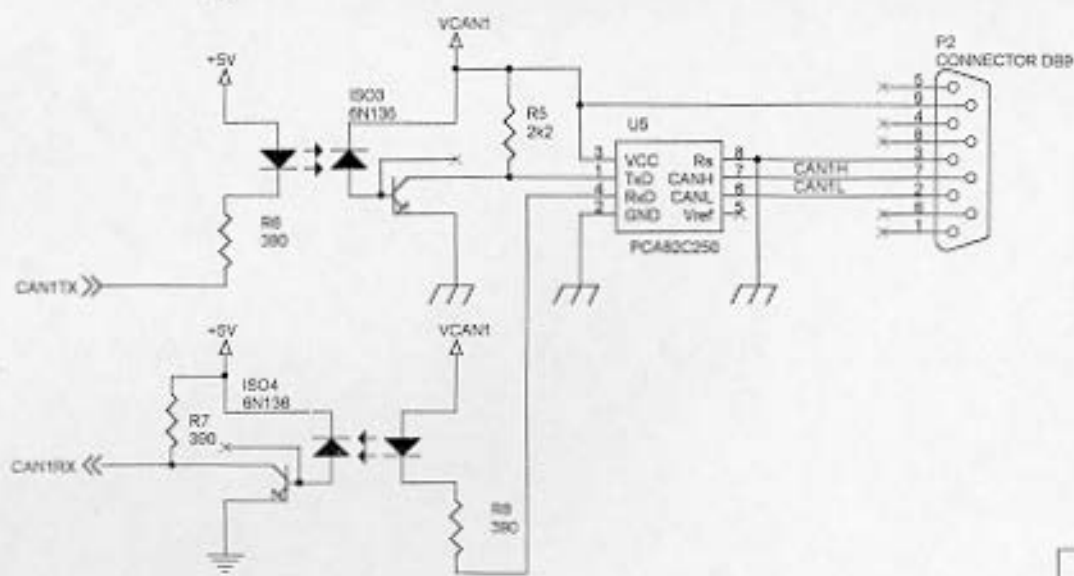 VCAN1
+5V
P2
CONNECTOR DB9
ISO3
6N136
R5
2k2
U5
5
9
4
8
3
7
2
6
1
3 VCC Rs 8
1 TxD CANH 7
4 RxD CANL 6
2 GND Vref 5
CAN1H
CAN1L
PCA82C250
R6
390
CAN1TX
+5V
VCAN1
ISO4
6N136
R7
390
CAN1RX
R8
390